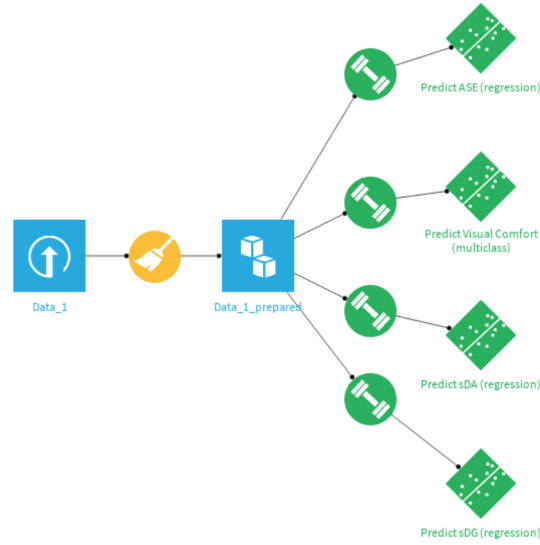 Predict ASE (regression)
Predict Visual Comfort
(multiclass)
Data_1
Data_1_prepared
Predict sDA (regression)
Predict sDG (regression)